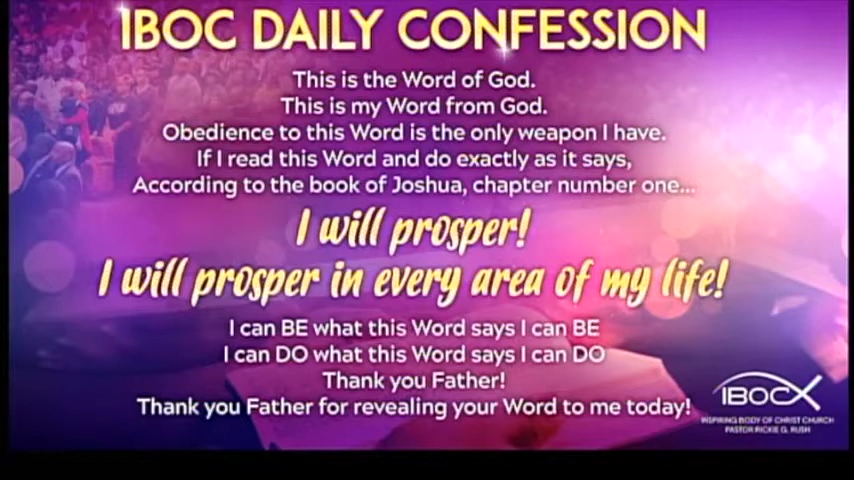 IBOC DAILY CONFESSION
This is the Word of God.
This is my Word from God.
Obedience to this Word is the only weapon I have.
If I read this Word and do exactly as it says,
According to the book of Joshua, chapter number one...
I will prosper!
I will prosper in every area of my life!
I can BE what this Word says I can BE
I can DO what this Word says I can DO
Thank you Father!
Thank you Father for revealing your Word to me today!
IBOC
INSPIRING BODY OF CHRIST CHURCH
PASTOR RICKIE G. RUSH